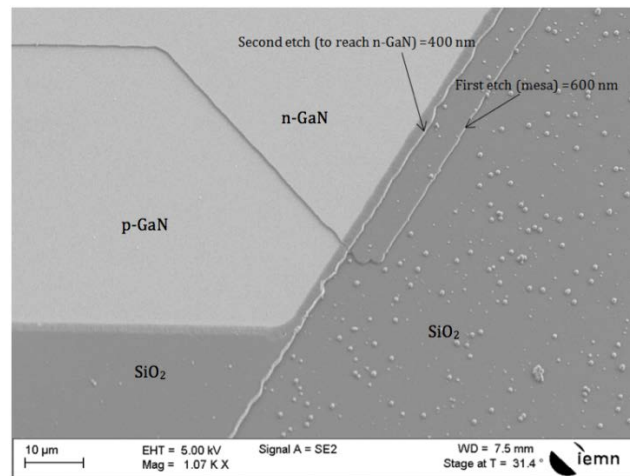 Second etch (to reach n-GaN) =400 nm
First etch (mesa) =600 nm
n-GaN
p-GaN
SiO₂
SiO₂
10 µm
EHT = 5.00 kV
Signal A = SE2
WD = 7.5 mm
Mag = 1.07 K X
Stage at T = 31.4 °
iemn